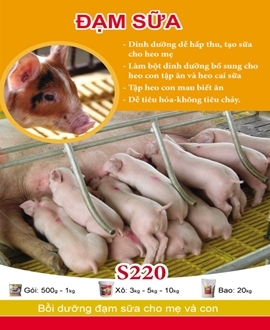 ĐẠM SỮA
- Dinh dưỡng dễ hấp thu, tạo sữa
cho heo mẹ
- Làm bột dinh dưỡng bổ sung cho
heo con tập ăn và heo cai sữa
- Tập heo con mau biết ăn
- Dễ tiêu hóa-không tiêu chảy.
S220
Gói: 500g - 1kg
Xô: 3kg - 5kg - 10kg
Bao: 20kg
Bồi dưỡng đạm sữa cho mẹ và con